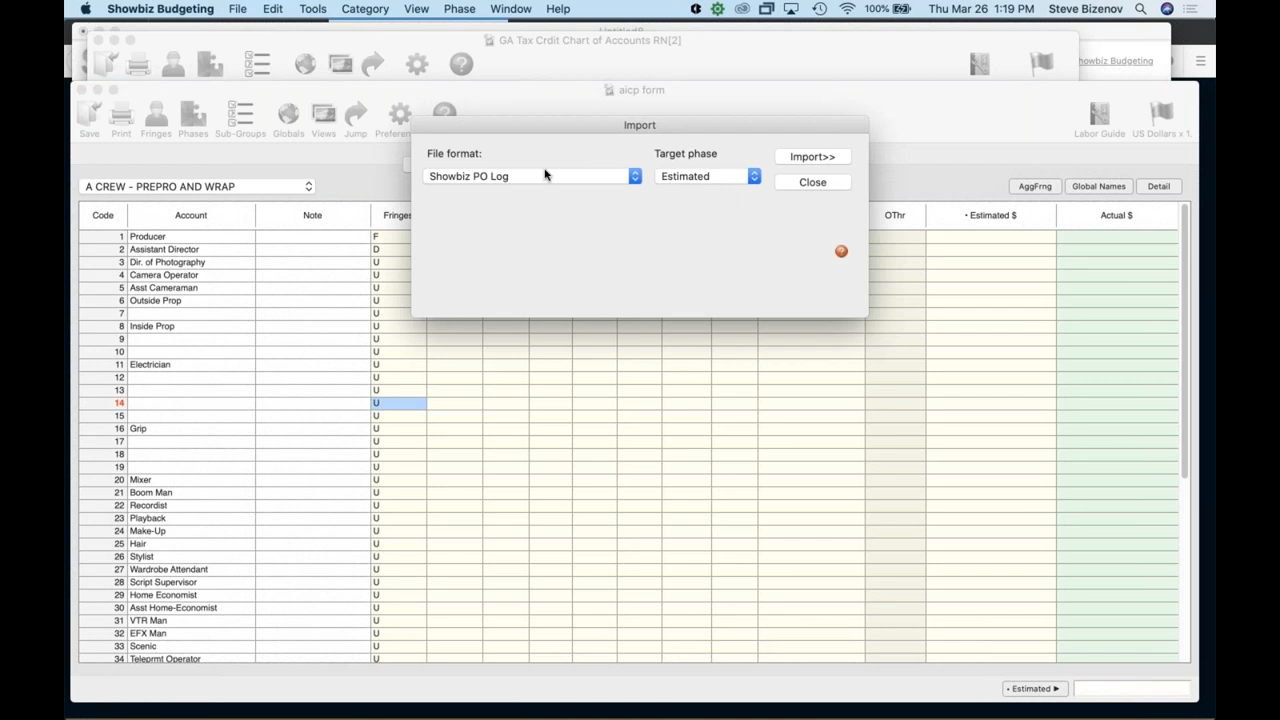 Showbiz Budgeting File Edit Tools Category View Phase Window Help 100% Thu Mar 26 1:19 PM Steve Bizenov
GA Tax Crdit Chart of Accounts RN[2]
howbiz Budgeting
aicp form
Save Print Fringes Phases Sub-Groups Globals Views Jump Labor Guide US Dollars x 1.
Import
File format: Target phase Import>>
Showbiz PO Log Estimated Close
A CREW - PREPRO AND WRAP AggFrng Global Names Detail
Code Account Note Fringes OThr • Estimated $ Actual $
1 Producer F
2 Assistant Director D
3 Dir. of Photography U
4 Camera Operator U
5 Asst Cameraman U
6 Outside Prop U
7 U
8 Inside Prop U
9 U
10 U
11 Electrician U
12 U
13 U
14 U
15 U
16 Grip U
17 U
18 U
19 U
20 Mixer U
21 Boom Man U
22 Recordist U
23 Playback U
24 Make-Up U
25 Hair U
26 Stylist U
27 Wardrobe Attendant U
28 Script Supervisor U
29 Home Economist U
30 Asst Home-Economist U
31 VTR Man U
32 EFX Man U
33 Scenic U
34 Teleprmt Operator U
• Estimated ▶